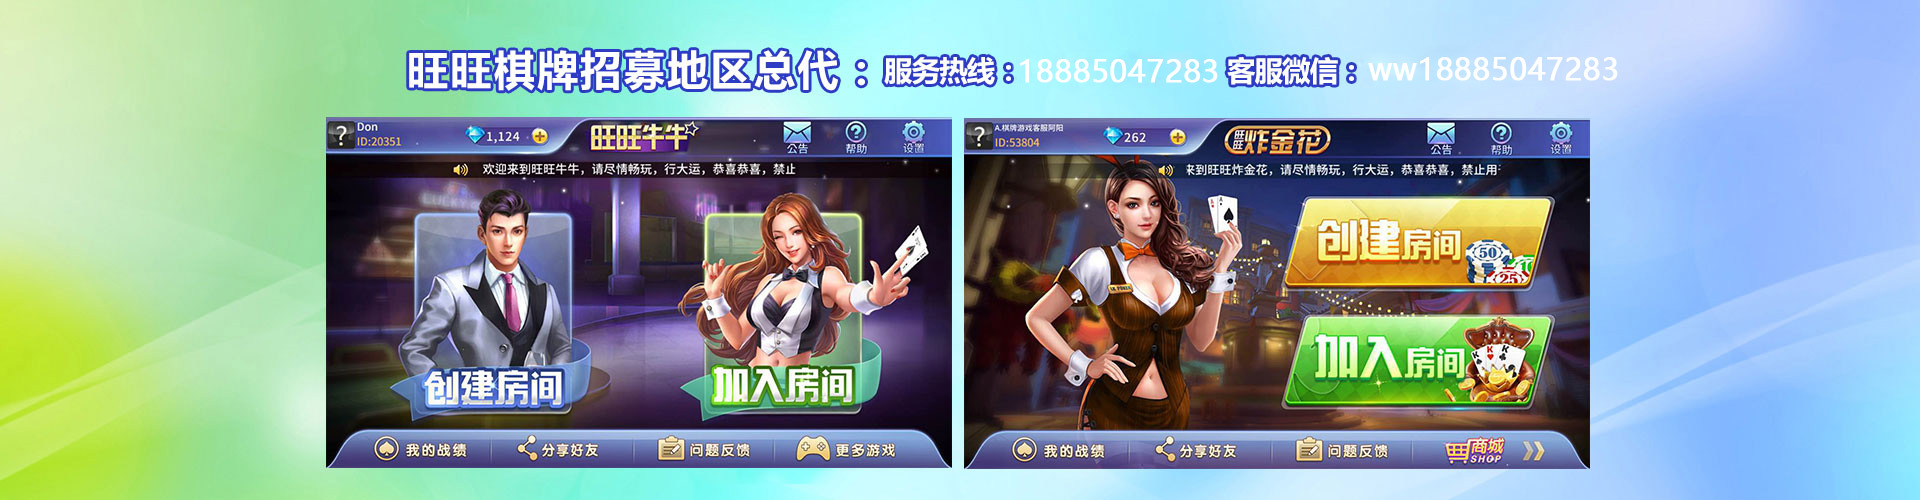 旺旺棋牌招募地区总代：服务热线：18885047283 客服微信：ww18885047283
Don
ID:20351
1,124
旺旺牛牛
公告
帮助
设置
欢迎来到旺旺牛牛，请尽情畅玩，行大运，恭喜恭喜，禁止
创建房间
加入房间
我的战绩
分享好友
问题反馈
更多游戏
A.棋牌游戏客服阿阳
ID:53804
262
旺旺炸金花
公告
帮助
设置
来到旺旺炸金花，请尽情畅玩，行大运，恭喜恭喜，禁止用
创建房间
50
25
加入房间
K K K
我的战绩
分享好友
问题反馈
商城
SHOP